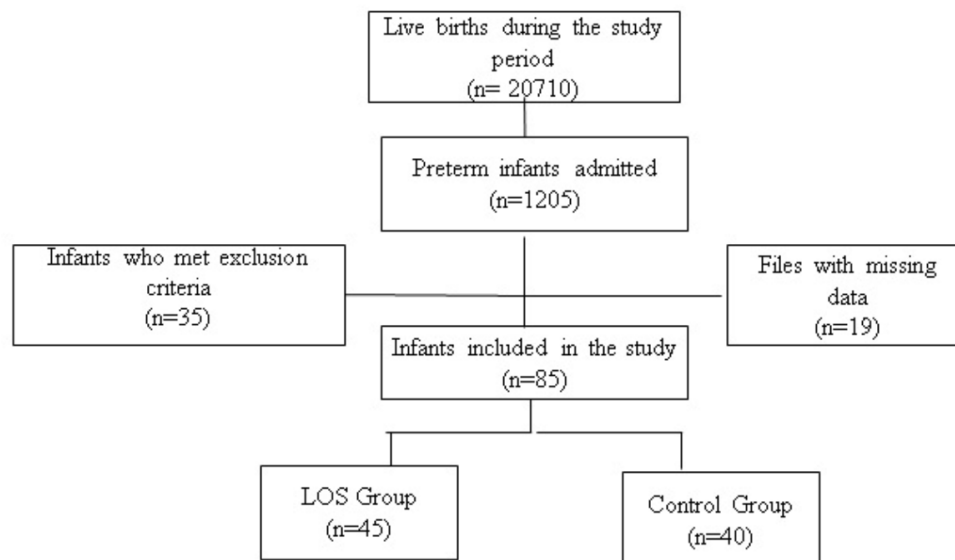 Live births during the study
period
(n= 20710)
Preterm infants admitted
(n=1205)
Infants who met exclusion
criteria
(n=35)
Files with missing
data
(n=19)
Infants included in the study
(n=85)
LOS Group
(n=45)
Control Group
(n=40)